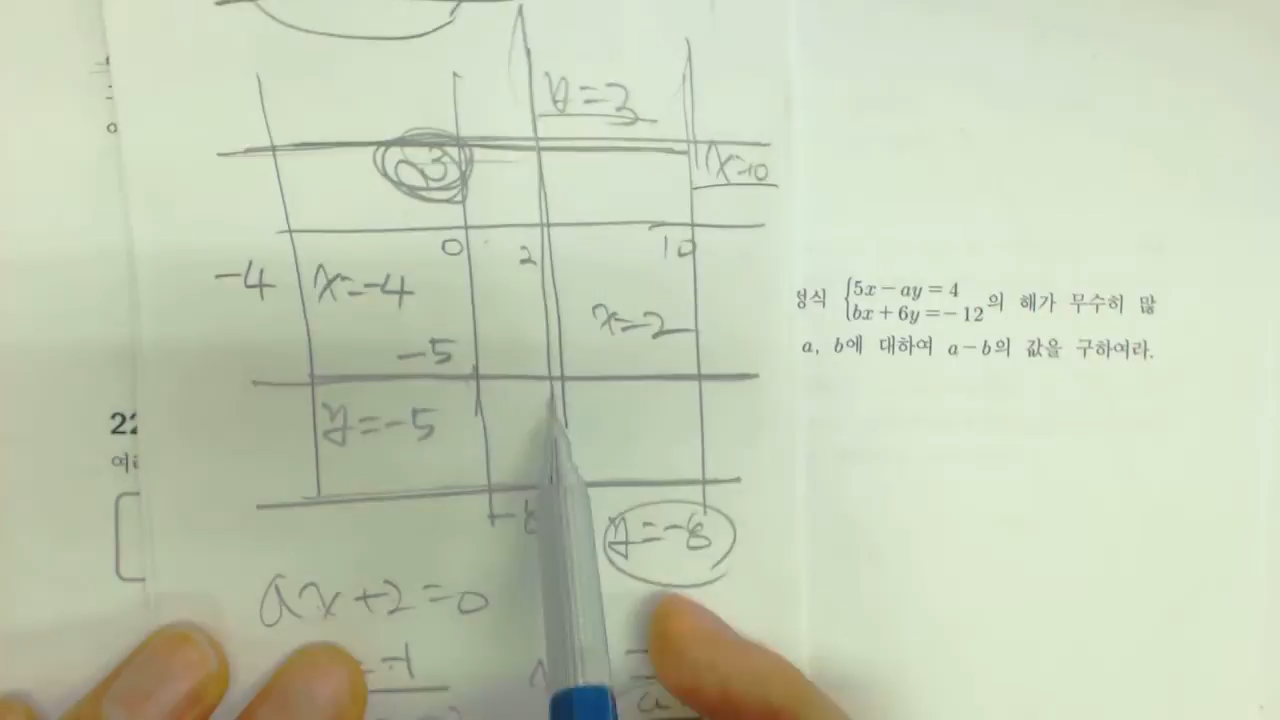 y=3
3
x=10
0 2 10
-4 x=-4
x=2
-5
y=-5
y=-8
ax+2=0
-1
a
식 { 5x-ay=4
bx+6y=-12 의 해가 무수히 많
a, b에 대하여 a-b의 값을 구하여라.
22